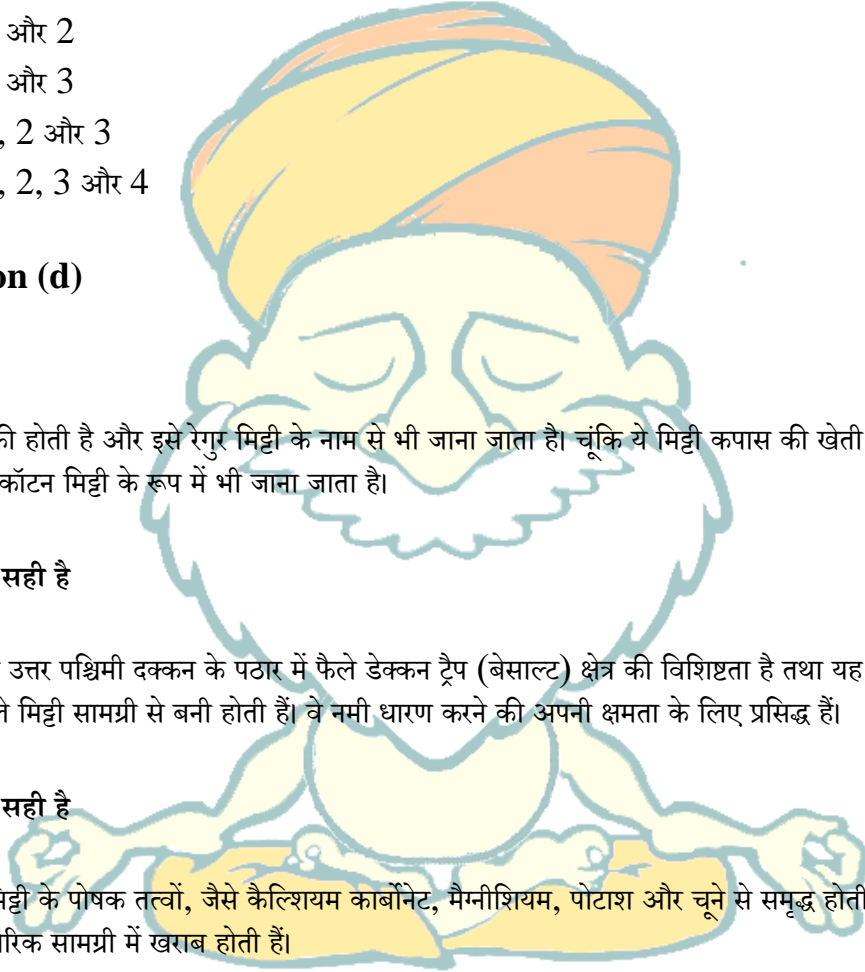 और 2
और 3
, 2 और 3
, 2, 3 और 4
on (d)
की होती है और इसे रेगुर मिट्टी के नाम से भी जाना जाता है। चूंकि ये मिट्टी कपास की खेती
कॉटन मिट्टी के रूप में भी जाना जाता है।
सही है
उत्तर पश्चिमी दक्कन के पठार में फैले डेक्कन ट्रैप (बेसाल्ट) क्षेत्र की विशिष्टता है तथा यह
मिट्टी सामग्री से बनी होती हैं। वे नमी धारण करने की अपनी क्षमता के लिए प्रसिद्ध हैं।
सही है
के पोषक तत्वों, जैसे कैल्शियम कार्बोनेट, मैग्नीशियम, पोटाश और चूने से समृद्ध होती
सामग्री में खराब होती हैं।